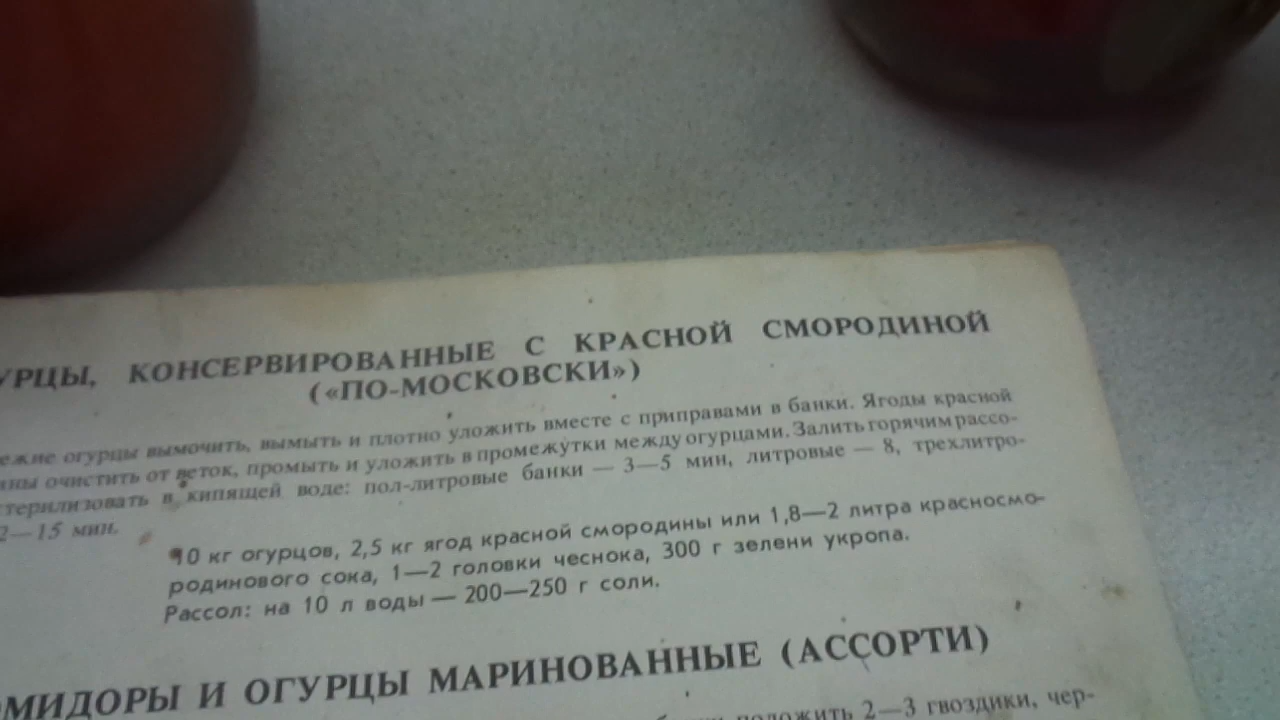 УРЦЫ, КОНСЕРВИРОВАННЫЕ С КРАСНОЙ СМОРОДИНОЙ
(«ПО-МОСКОВСКИ»)
ежие огурцы вымочить, вымыть и плотно уложить вместе с приправами в банки. Ягоды красной
ины очистить от веток, промыть и уложить в промежутки между огурцами. Залить горячим рассо-
стерилизовать в кипящей воде: пол-литровые банки — 3—5 мин, литровые — 8, трехлитро-
2—15 мин.
10 кг огурцов, 2,5 кг ягод красной смородины или 1,8—2 литра красносмо-
родинового сока, 1—2 головки чеснока, 300 г зелени укропа.
Рассол: на 10 л воды — 200—250 г соли.
ОМИДОРЫ И ОГУРЦЫ МАРИНОВАННЫЕ (АССОРТИ)
положить 2—3 гвоздики, чер-